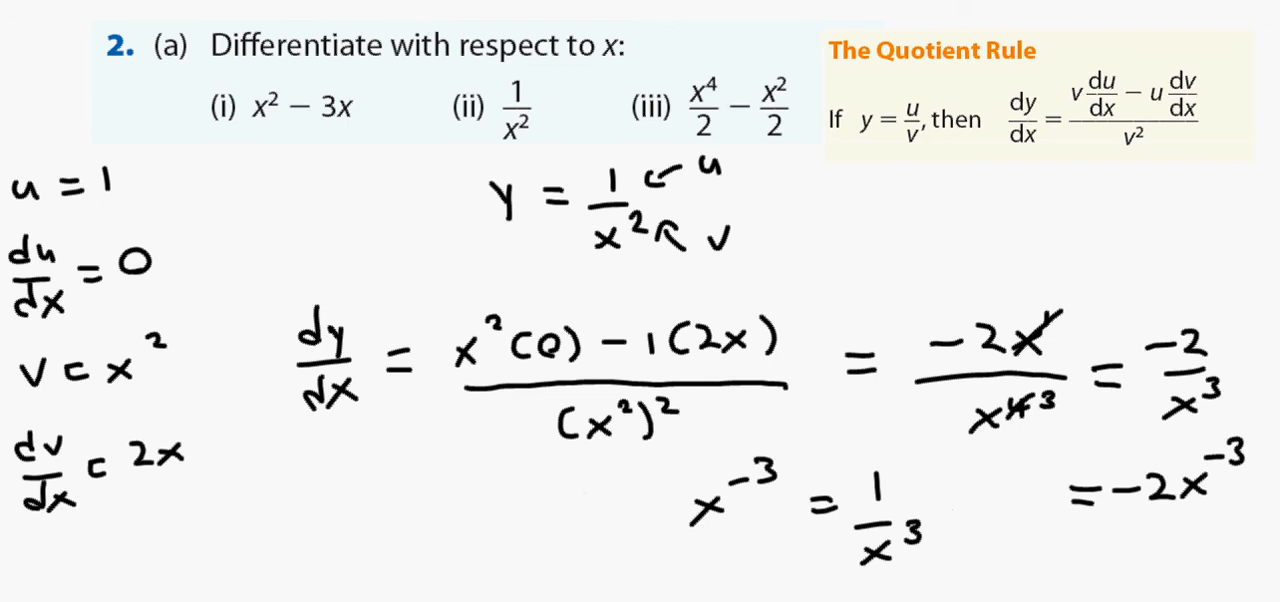 2. (a) Differentiate with respect to x:
(i) x² − 3x (ii) 1/x² (iii) x⁴/2 − x²/2
The Quotient Rule
If y = u/v, then dy/dx = (v du/dx − u dv/dx)/v²
u = 1
du/dx = 0
v = x²
dv/dx = 2x
y = 1/x² ← u ↖ v
dy/dx = (x²(0) − 1(2x))/(x²)² = −2x/x⁴ ³ = −2/x³
x⁻³ = 1/x³
= −2x⁻³